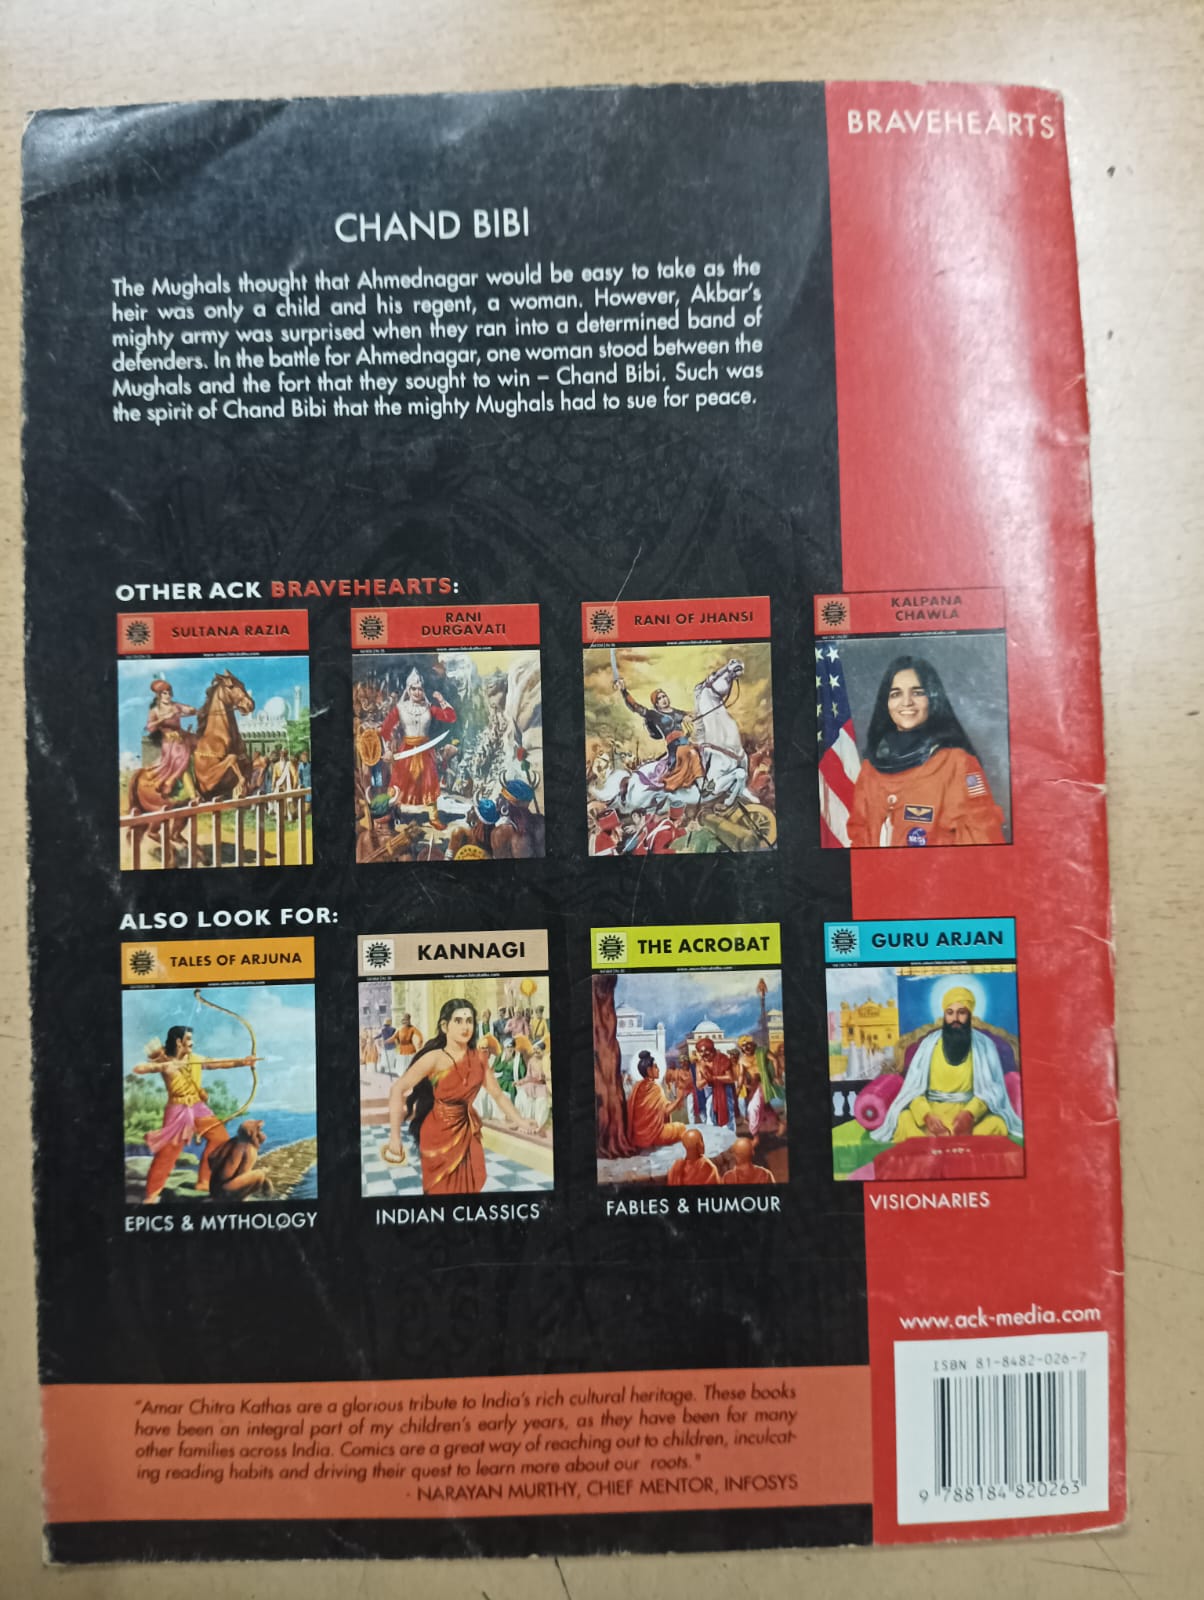 BRAVEHEARTS
CHAND BIBI
The Mughals thought that Ahmednagar would be easy to take as the
heir was only a child and his regent, a woman. However, Akbar's
mighty army was surprised when they ran into a determined band of
defenders. In the battle for Ahmednagar, one woman stood between the
Mughals and the fort that they sought to win – Chand Bibi. Such was
the spirit of Chand Bibi that the mighty Mughals had to sue for peace.
OTHER ACK BRAVEHEARTS:
SULTANA RAZIA
RANI
DURGAVATI
RANI OF JHANSI
KALPANA
CHAWLA
ALSO LOOK FOR:
TALES OF ARJUNA
KANNAGI
THE ACROBAT
GURU ARJAN
EPICS & MYTHOLOGY
INDIAN CLASSICS
FABLES & HUMOUR
VISIONARIES
www.ack-media.com
ISBN 81-8482-026-7
9 788184 820263
"Amar Chitra Kathas are a glorious tribute to India's rich cultural heritage. These books
have been an integral part of my children's early years, as they have been for many
other families across India. Comics are a great way of reaching out to children, inculcat-
ing reading habits and driving their quest to learn more about our roots."
- NARAYAN MURTHY, CHIEF MENTOR, INFOSYS